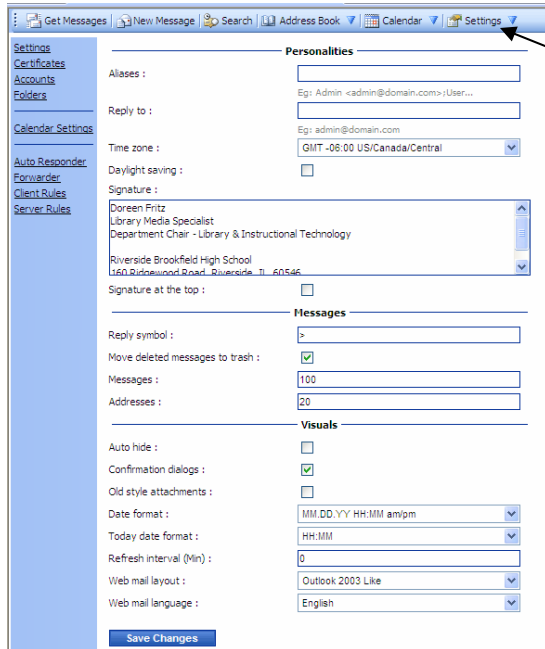 Get Messages New Message Search Address Book Calendar Settings
Settings
Certificates
Accounts
Folders
Calendar Settings
Auto Responder
Forwarder
Client Rules
Server Rules
Personalities
Aliases :
Eg: Admin <admin@domain.com>;User...
Reply to :
Eg: admin@domain.com
Time zone : GMT -06:00 US/Canada/Central
Daylight saving :
Signature :
Doreen Fritz
Library Media Specialist
Department Chair - Library & Instructional Technology
Riverside Brookfield High School
160 Ridgewood Road, Riverside, IL 60546
Signature at the top :
Messages
Reply symbol : >
Move deleted messages to trash :
Messages : 100
Addresses : 20
Visuals
Auto hide :
Confirmation dialogs :
Old style attachments :
Date format : MM.DD.YY HH:MM am/pm
Today date format : HH:MM
Refresh interval (Min) : 0
Web mail layout : Outlook 2003 Like
Web mail language : English
Save Changes